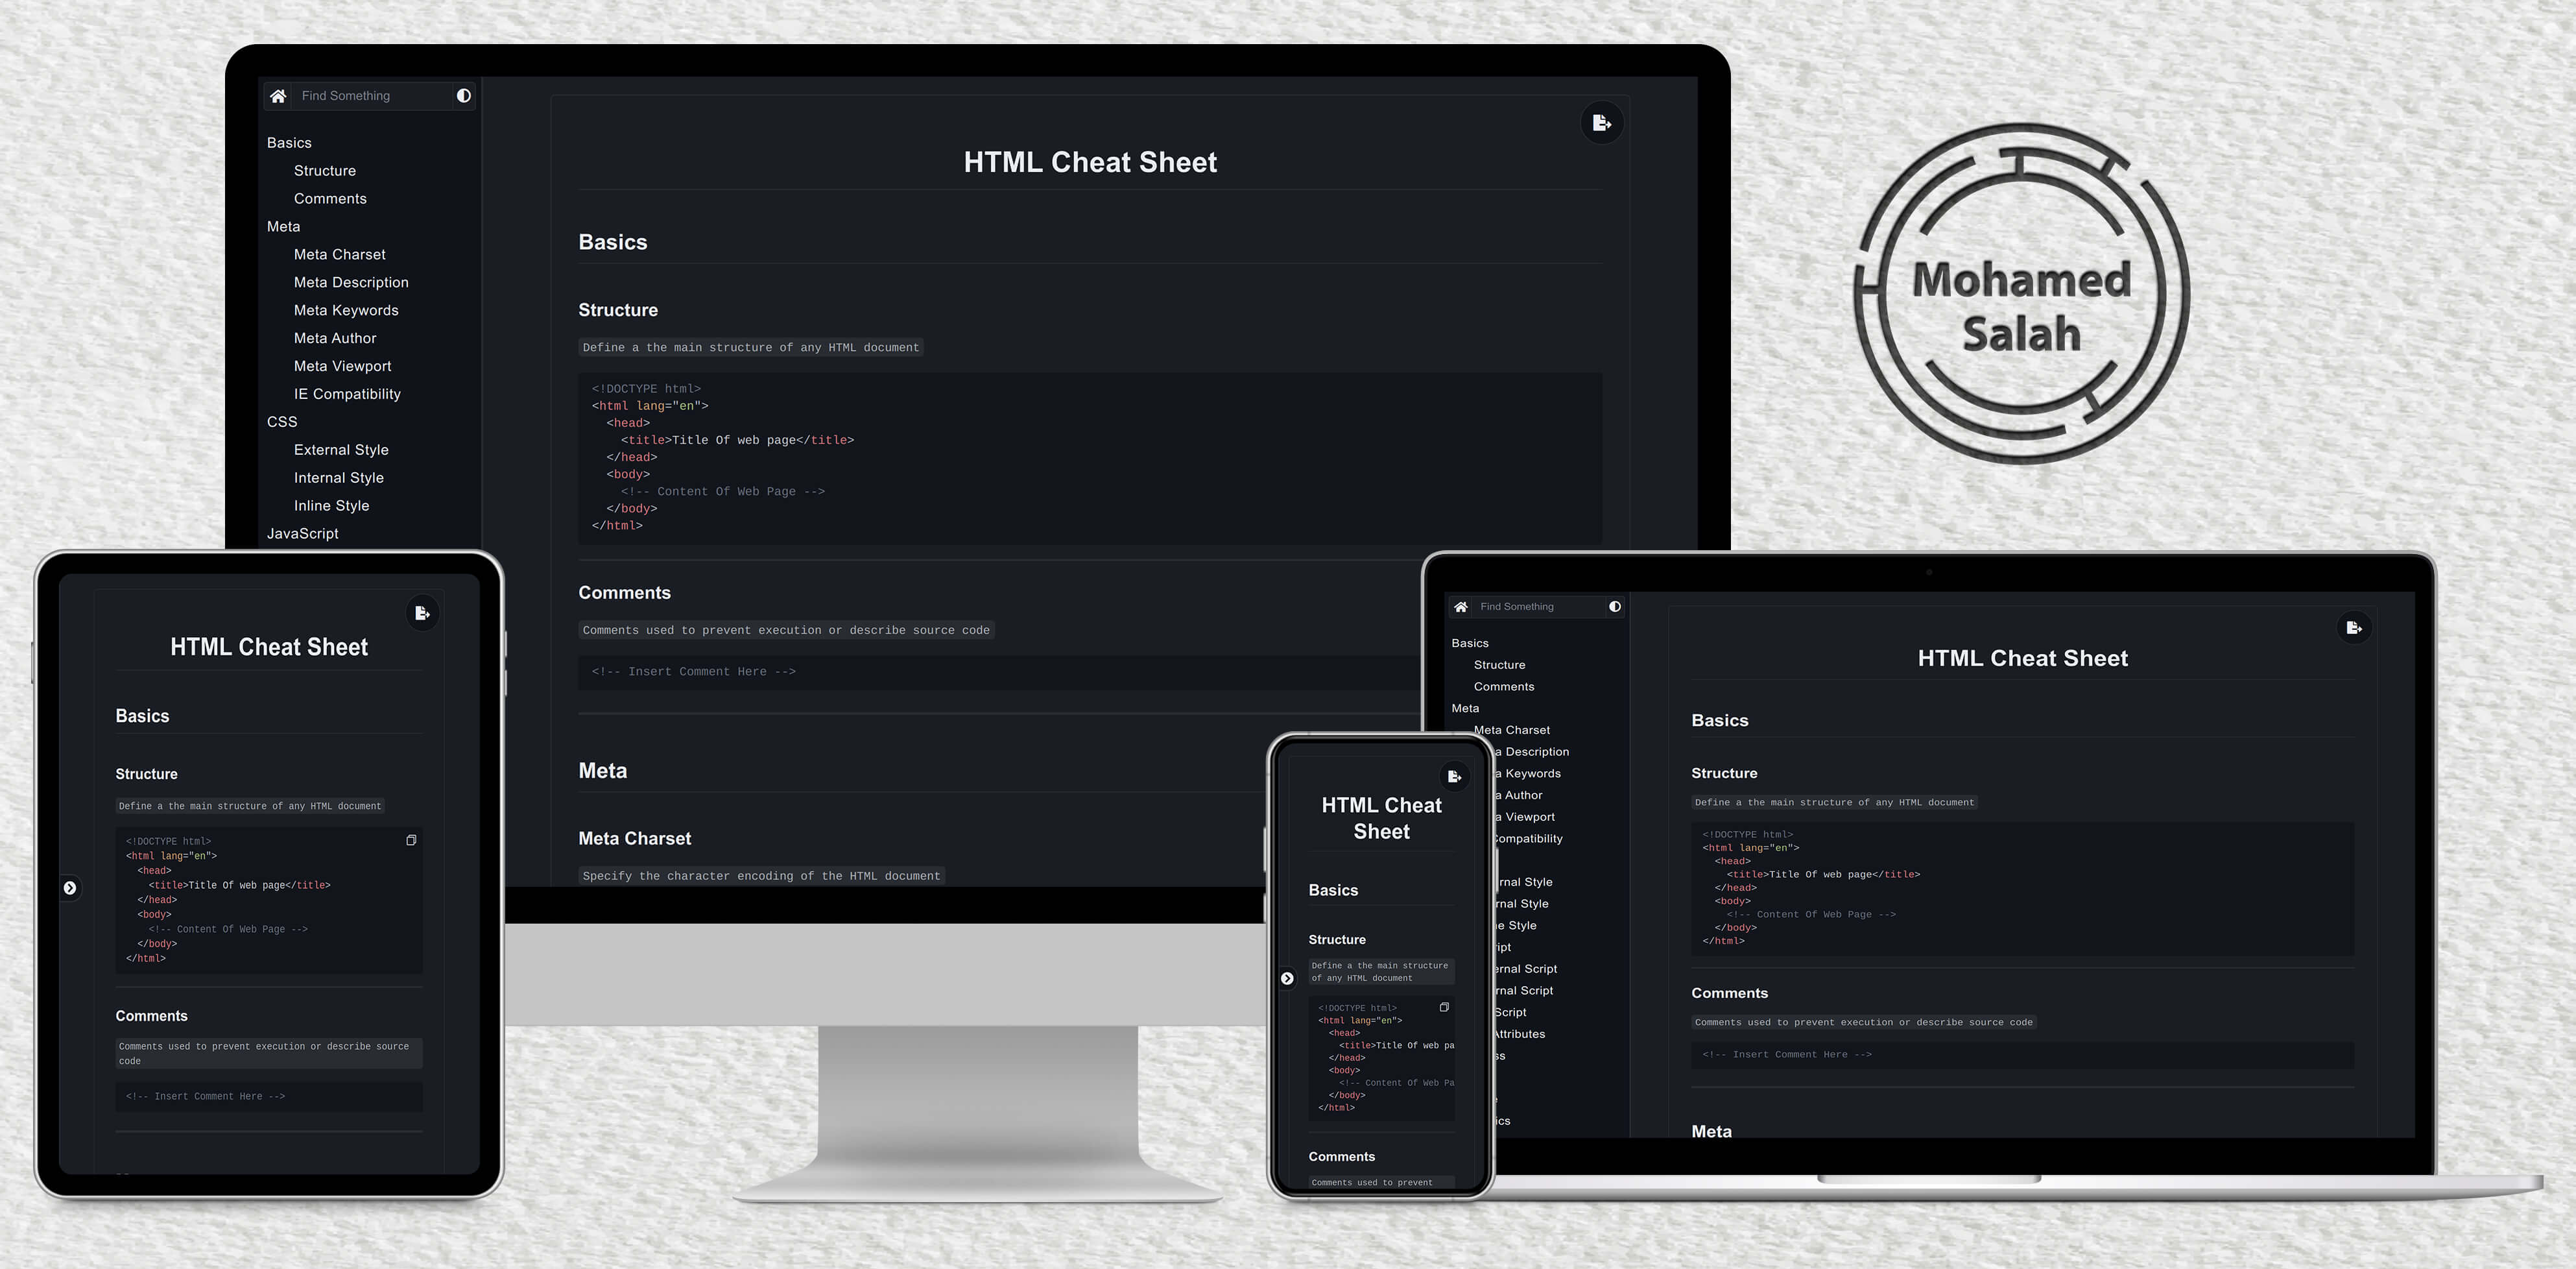 Find Something
Basics
Structure
Comments
Meta
Meta Charset
Meta Description
Meta Keywords
Meta Author
Meta Viewport
IE Compatibility
CSS
External Style
Internal Style
Inline Style
JavaScript
HTML Cheat Sheet
Basics
Structure
Define a the main structure of any HTML document
<!DOCTYPE html>
<html lang="en">
<head>
<title>Title Of web page</title>
</head>
<body>
<!-- Content Of Web Page -->
</body>
</html>
Comments
Comments used to prevent execution or describe source code
<!-- Insert Comment Here -->
Meta
Meta Charset
Specify the character encoding of the HTML document
Mohamed
Salah
HTML Cheat Sheet
Basics
Structure
Define a the main structure of any HTML document
<!DOCTYPE html>
<html lang="en">
<head>
<title>Title Of web page</title>
</head>
<body>
<!-- Content Of Web Page -->
</body>
</html>
Comments
Comments used to prevent execution or describe source
code
<!-- Insert Comment Here -->
HTML Cheat
Sheet
Basics
Structure
Define a the main structure
of any HTML document
<!DOCTYPE html>
<html lang="en">
<head>
<title>Title Of web pa
</head>
<body>
<!-- Content Of Web Pa
</body>
</html>
Comments
Comments used to prevent
Find Something
Basics
Structure
Comments
Meta
Meta Charset
a Description
a Keywords
a Author
a Viewport
Compatibility
rnal Style
rnal Style
e Style
ipt
ernal Script
rnal Script
Script
Attributes
ss
e
ics
HTML Cheat Sheet
Basics
Structure
Define a the main structure of any HTML document
<!DOCTYPE html>
<html lang="en">
<head>
<title>Title Of web page</title>
</head>
<body>
<!-- Content Of Web Page -->
</body>
</html>
Comments
Comments used to prevent execution or describe source code
<!-- Insert Comment Here -->
Meta